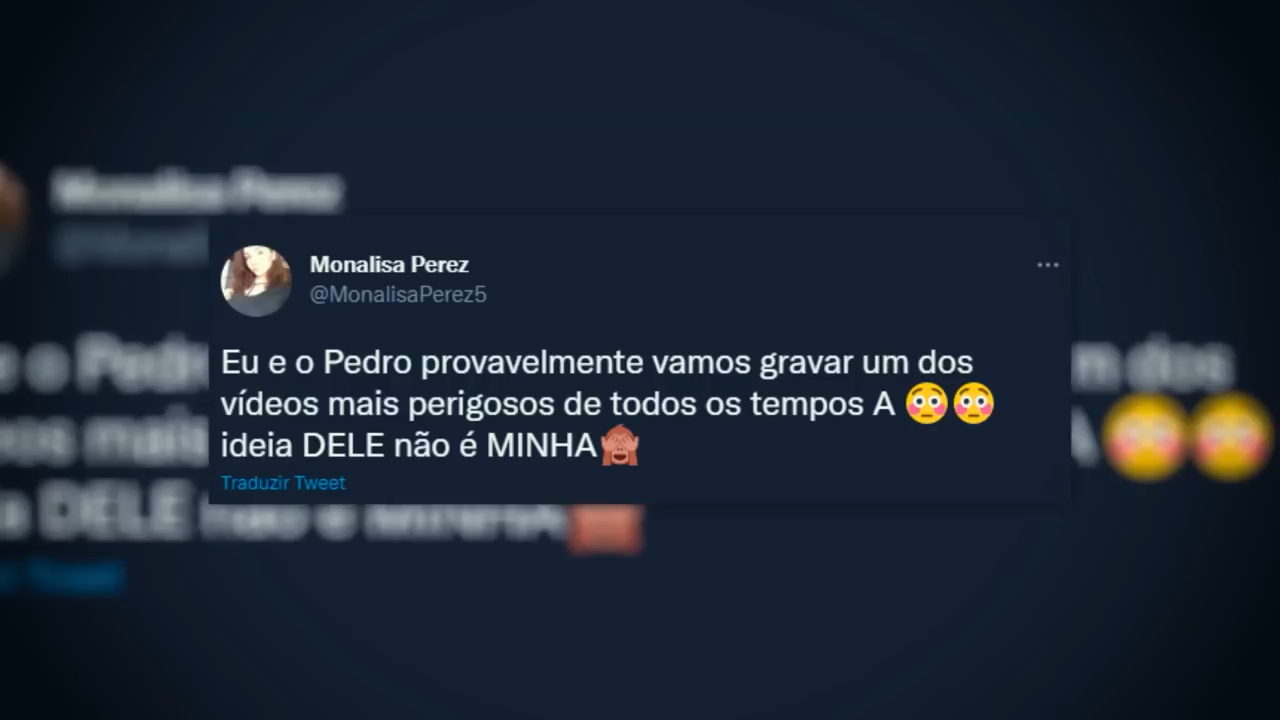 Monalisa Perez
@MonalisaPerez5
Eu e o Pedro provavelmente vamos gravar um dos
vídeos mais perigosos de todos os tempos A 😳😳
ideia DELE não é MINHA🙈
Traduzir Tweet